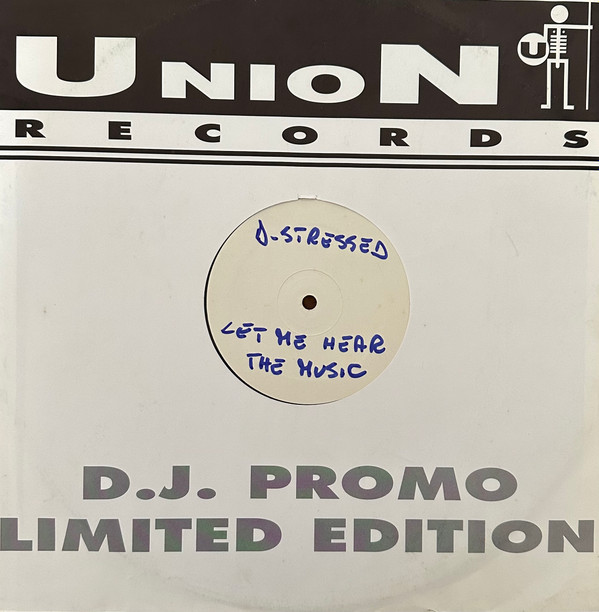 UNION
U
RECORDS
D.STRESSED
LET ME HEAR
THE MUSIC
D.J. PROMO
LIMITED EDITION